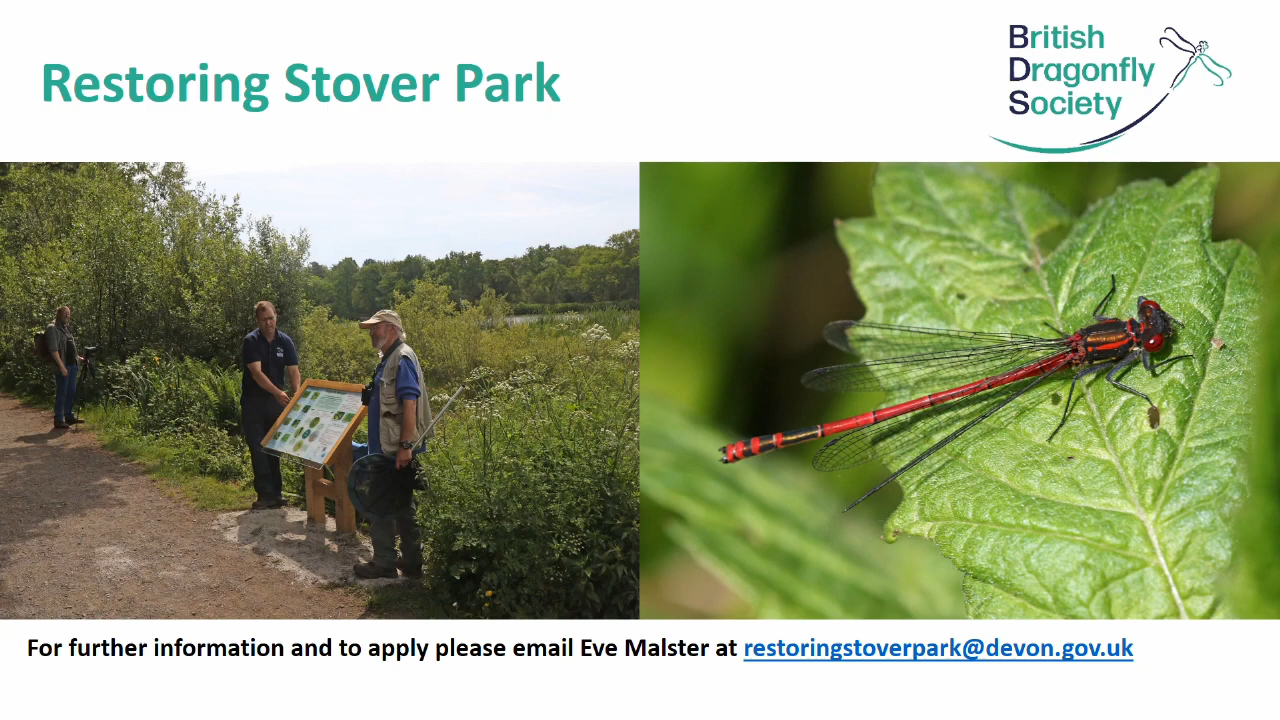 Restoring Stover Park
British
Dragonfly
Society
For further information and to apply please email Eve Malster at restoringstoverpark@devon.gov.uk